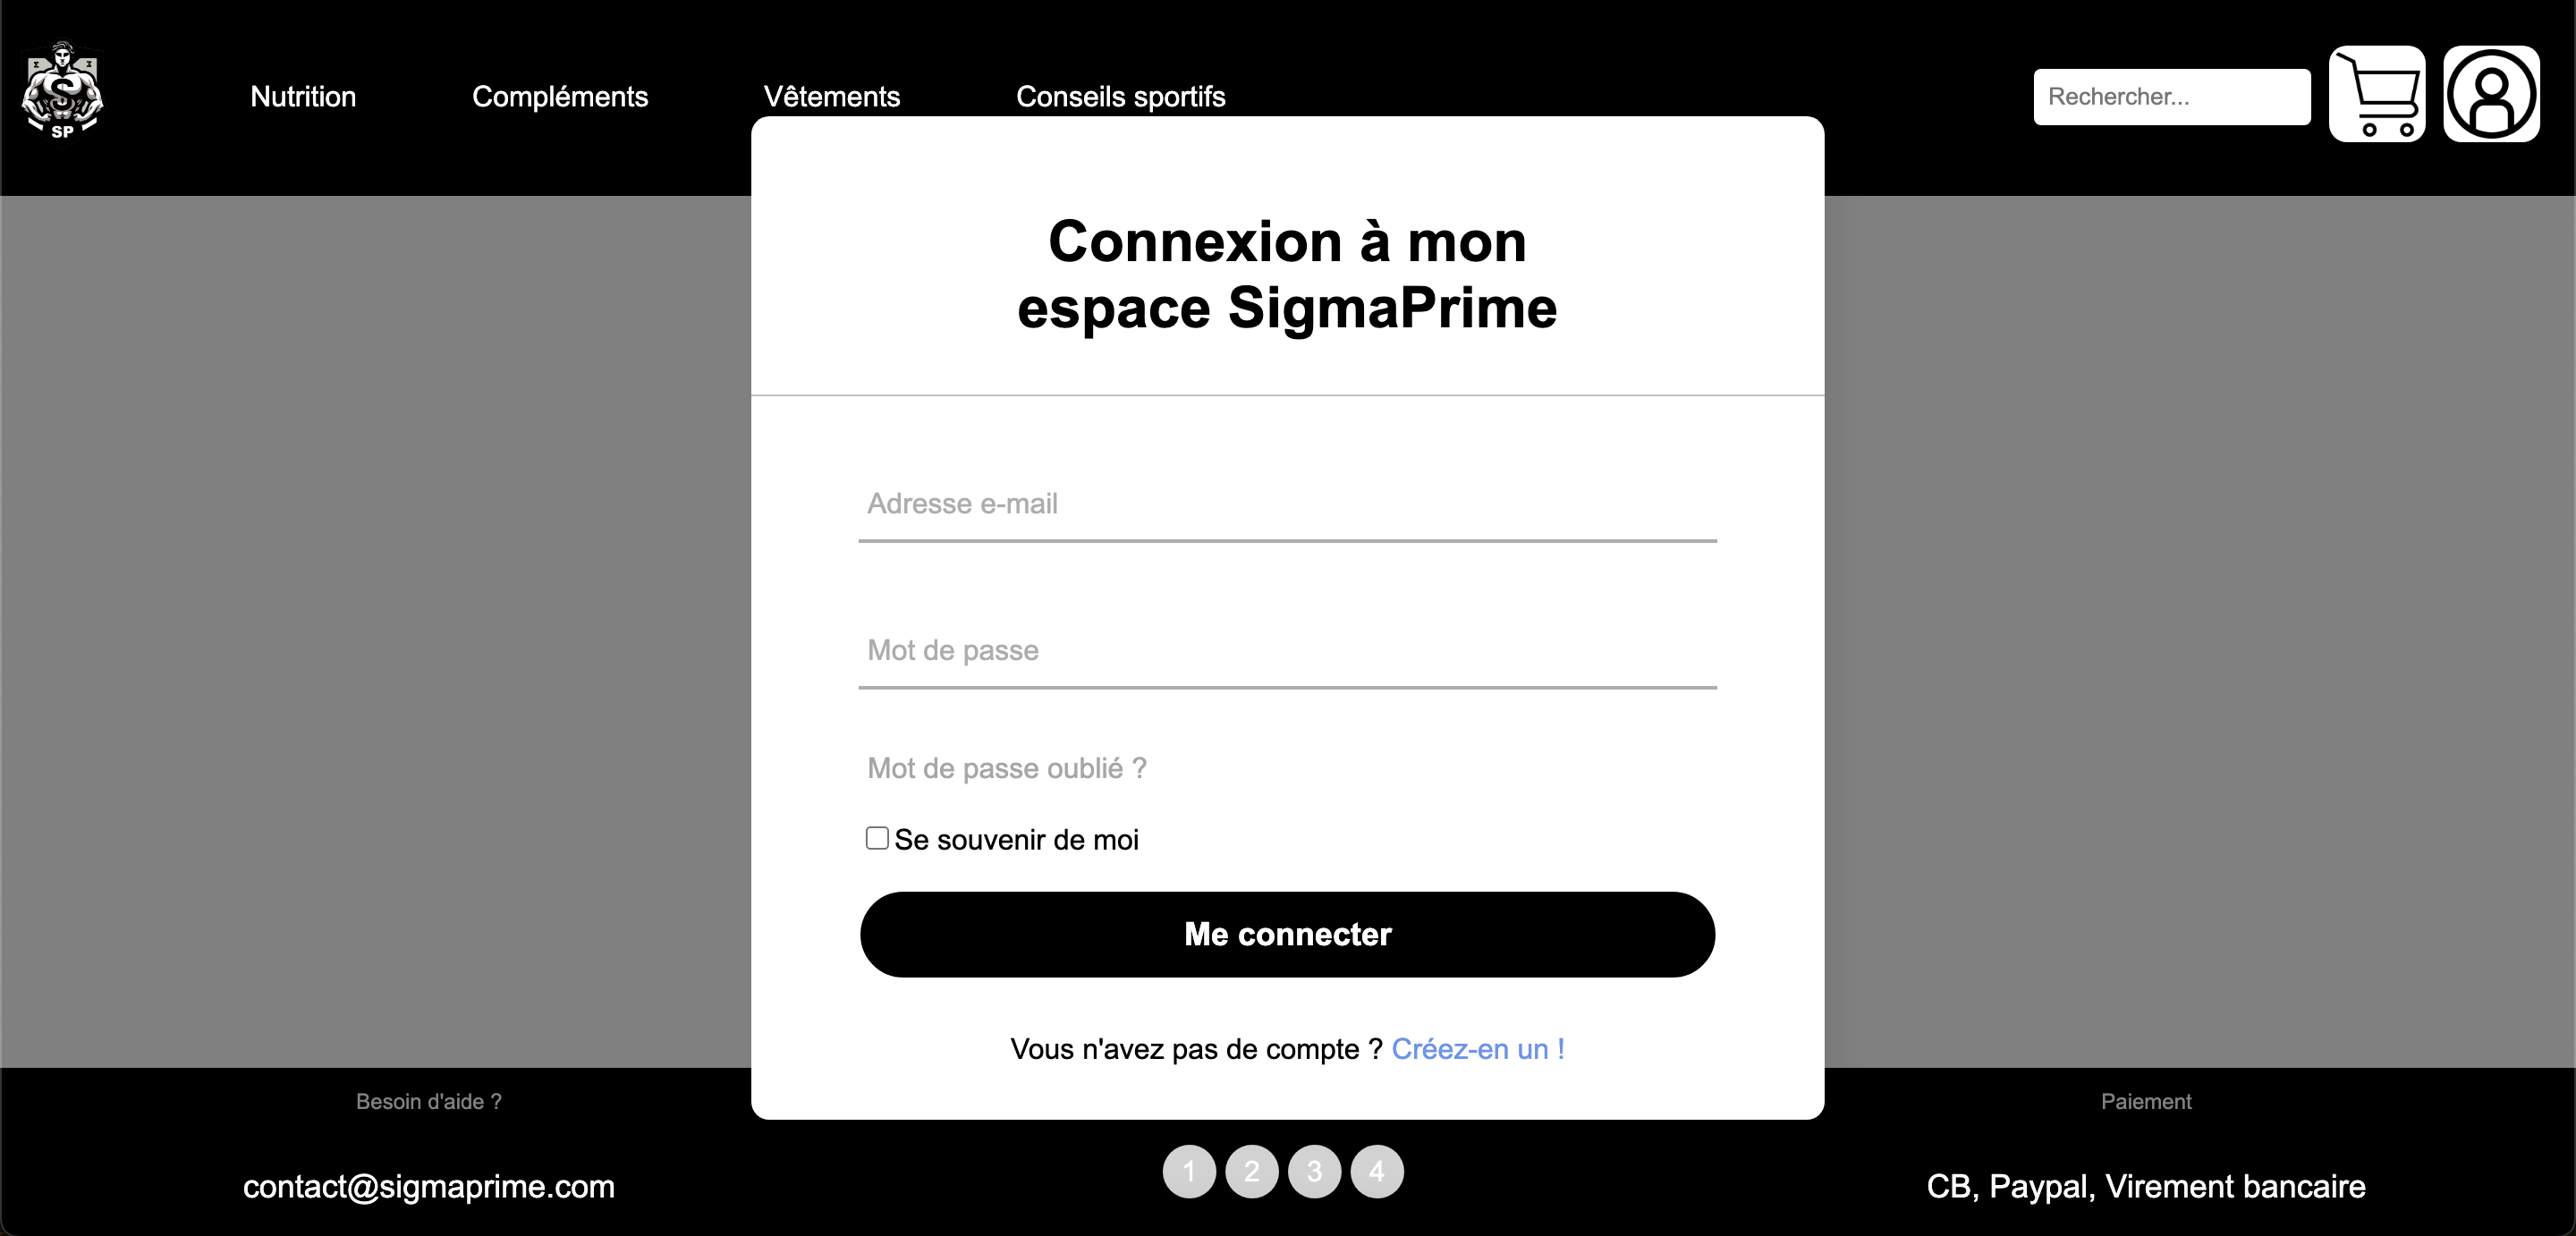 S
SP
Nutrition
Compléments
Vêtements
Conseils sportifs
Rechercher...
Connexion à mon
espace SigmaPrime
Adresse e-mail
Mot de passe
Mot de passe oublié ?
Se souvenir de moi
Me connecter
Vous n'avez pas de compte ? Créez-en un !
Besoin d'aide ?
contact@sigmaprime.com
1 2 3 4
Paiement
CB, Paypal, Virement bancaire